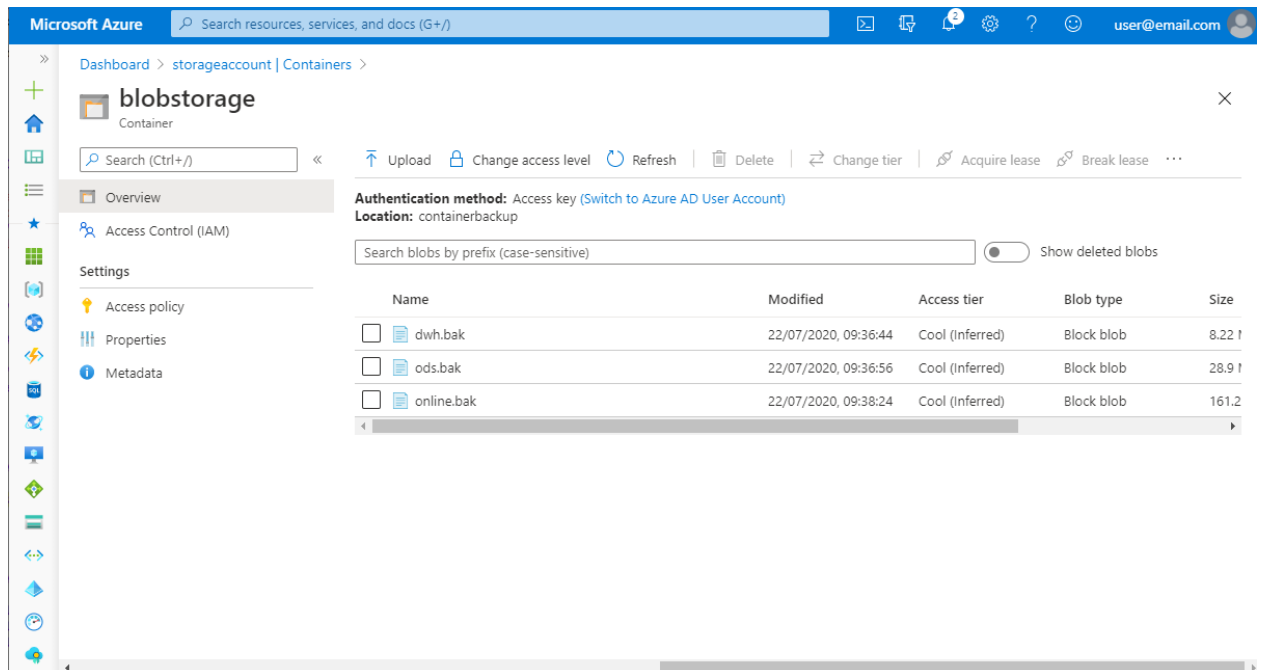 Microsoft Azure
Search resources, services, and docs (G+/)
2
user@email.com
Dashboard > storageaccount | Containers >
blobstorage
Container
Search (Ctrl+/)
Upload Change access level Refresh Delete Change tier Acquire lease Break lease ...
Overview
Authentication method: Access key (Switch to Azure AD User Account)
Location: containerbackup
Access Control (IAM)
Search blobs by prefix (case-sensitive)
Show deleted blobs
Settings
Access policy
Properties
Metadata
Name Modified Access tier Blob type Size
dwh.bak 22/07/2020, 09:36:44 Cool (Inferred) Block blob 8.22
ods.bak 22/07/2020, 09:36:56 Cool (Inferred) Block blob 28.9
online.bak 22/07/2020, 09:38:24 Cool (Inferred) Block blob 161.2
SQL